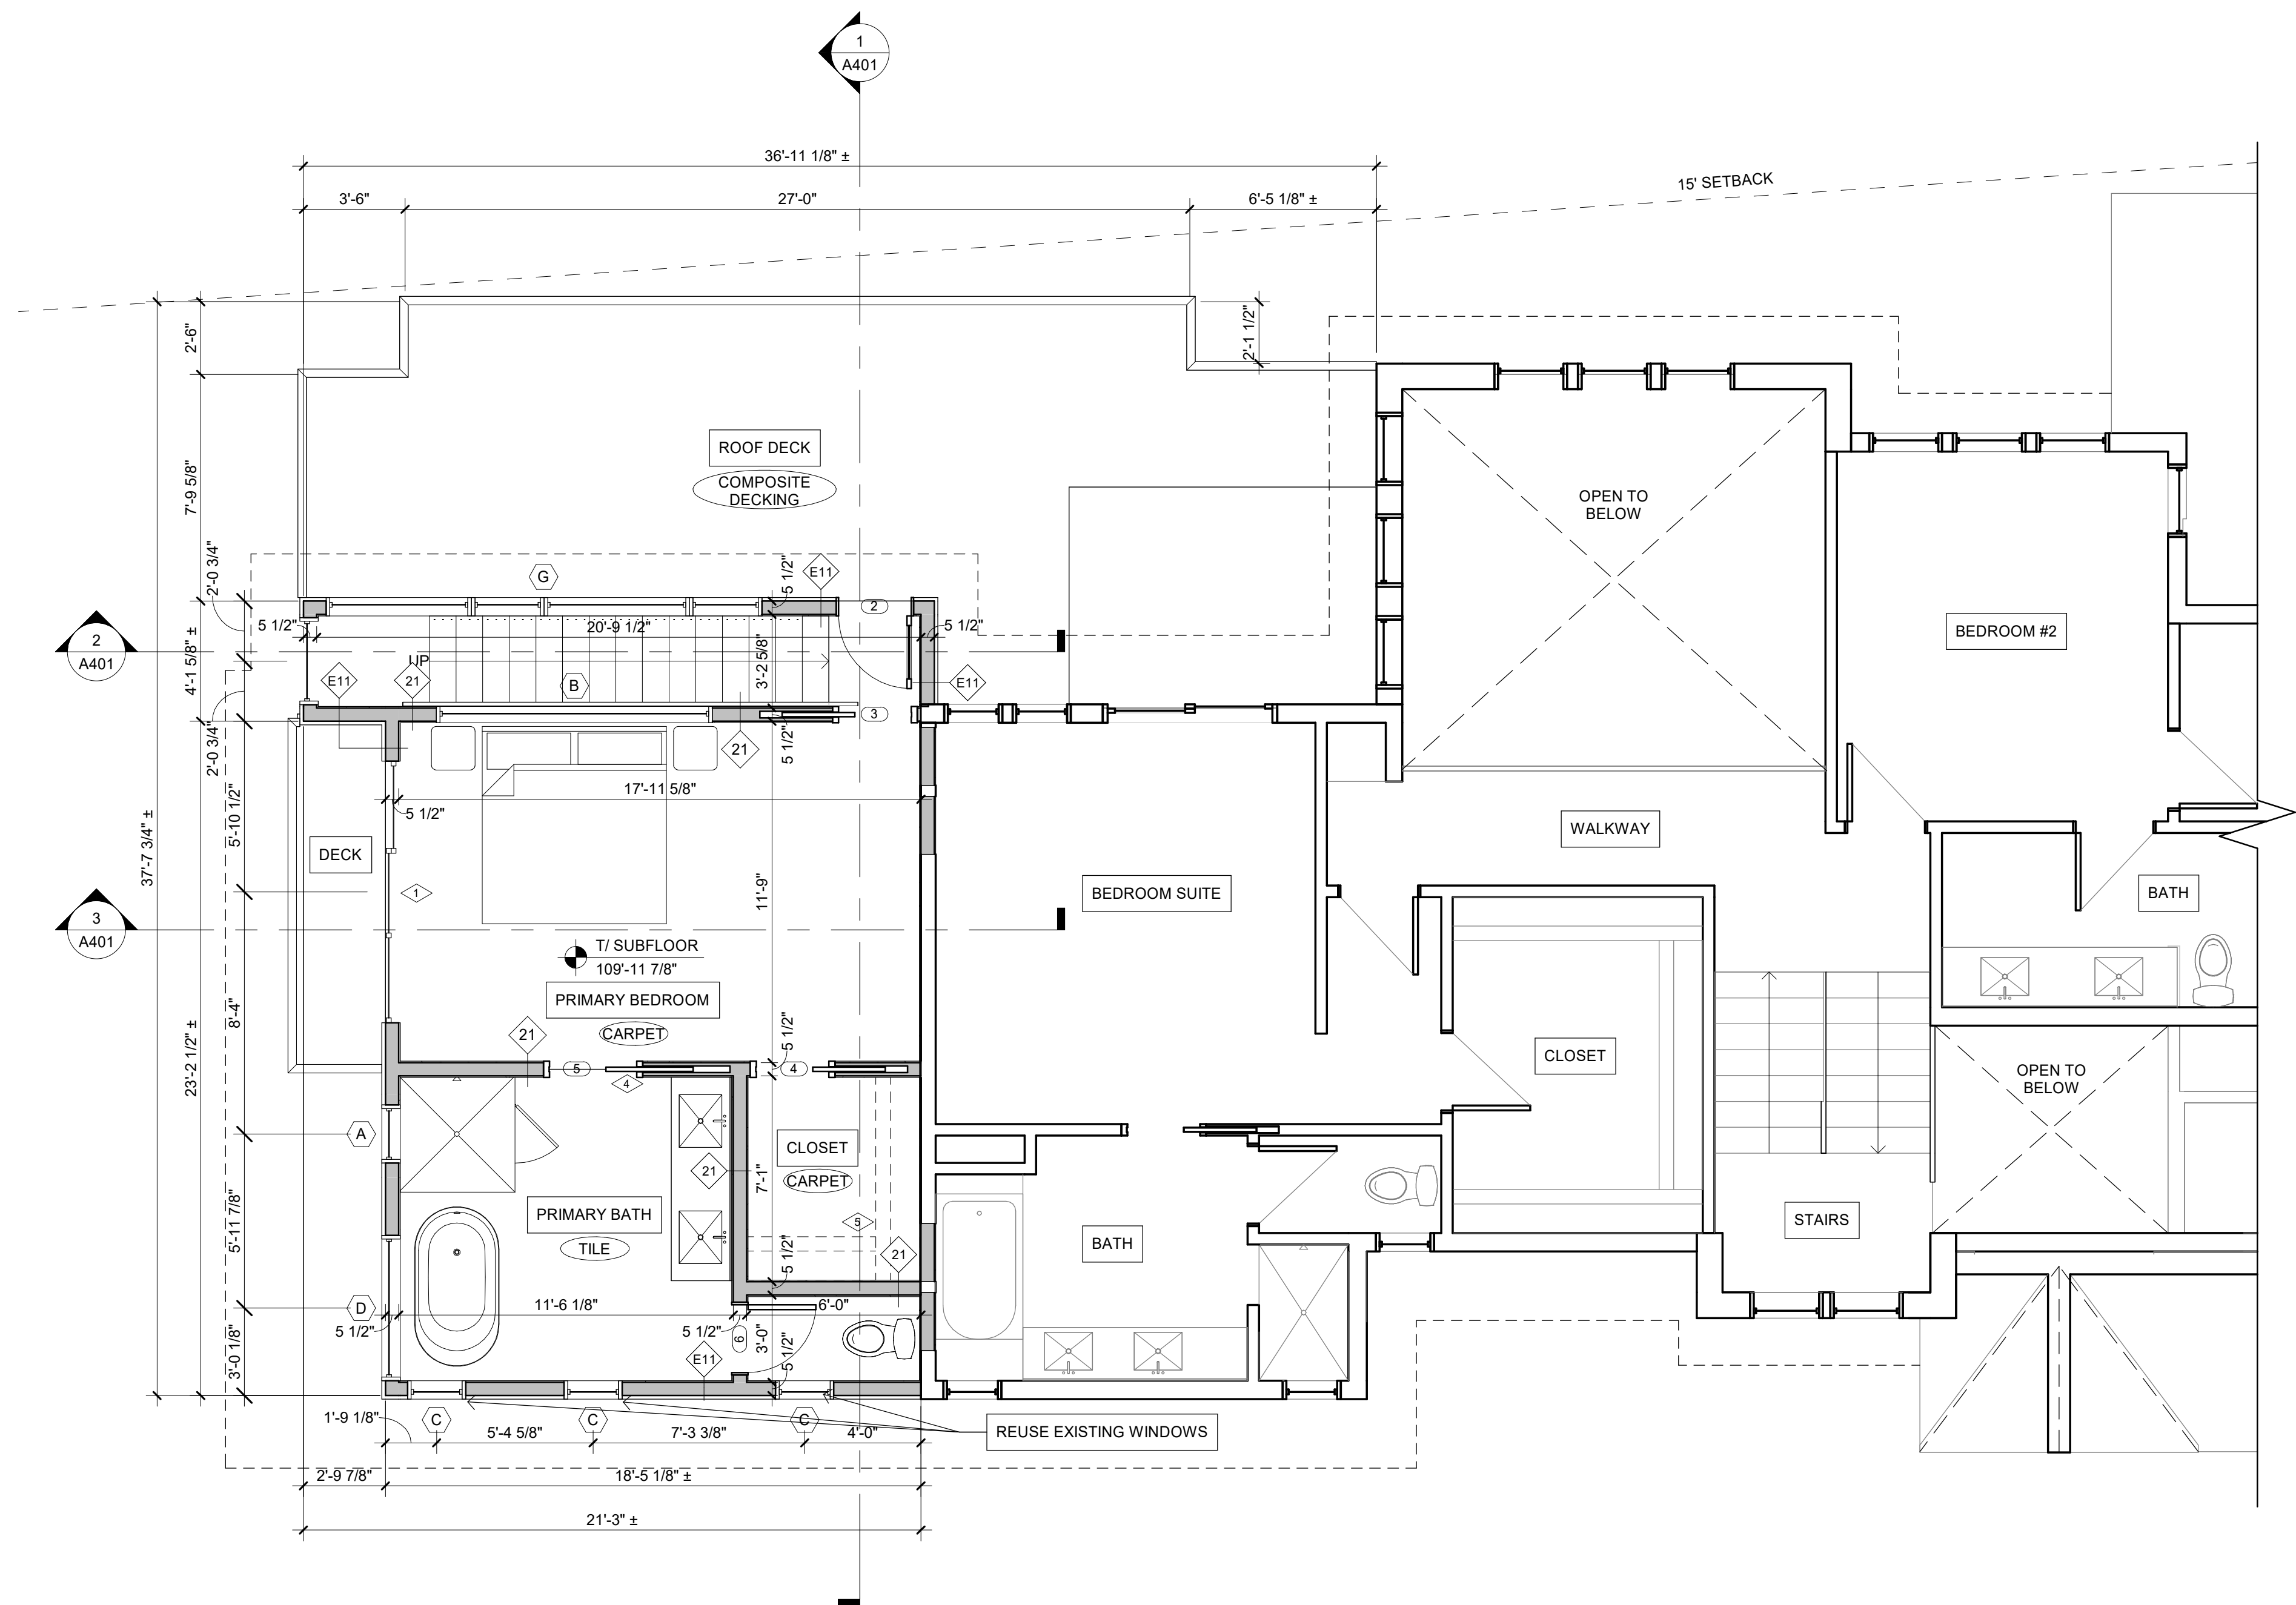 1
A401
36'-11 1/8" ±
15' SETBACK
3'-6"
27'-0"
6'-5 1/8" ±
2'-6"
2'-1 1/2"
ROOF DECK
COMPOSITE
DECKING
7'-9 5/8"
OPEN TO
BELOW
2'-0 3/4"
G
5 1/2"
E11
2
4'-1 5/8" ±
5 1/2"
20'-9 1/2"
5 1/2"
BEDROOM #2
2
A401
UP
3'-2 5/8"
E11
21
B
E11
3
2'-0 3/4"
21
5 1/2"
17'-11 5/8"
5 1/2"
5'-10 1/2"
37'-7 3/4" ±
DECK
WALKWAY
1
11'-9"
BEDROOM SUITE
BATH
3
A401
T/ SUBFLOOR
109'-11 7/8"
PRIMARY BEDROOM
CARPET
8'-4"
23'-2 1/2" ±
21
5 1/2"
CLOSET
5
4
4
OPEN TO
BELOW
A
CLOSET
CARPET
21
7'-1"
PRIMARY BATH
TILE
5
5'-11 7/8"
STAIRS
BATH
5 1/2"
21
D
11'-6 1/8"
6'-0"
5 1/2"
5 1/2"
6
3'-0"
5 1/2"
E11
3'-0 1/8"
1'-9 1/8"
C
C
C
5'-4 5/8"
7'-3 3/8"
4'-0"
REUSE EXISTING WINDOWS
2'-9 7/8"
18'-5 1/8" ±
21'-3" ±